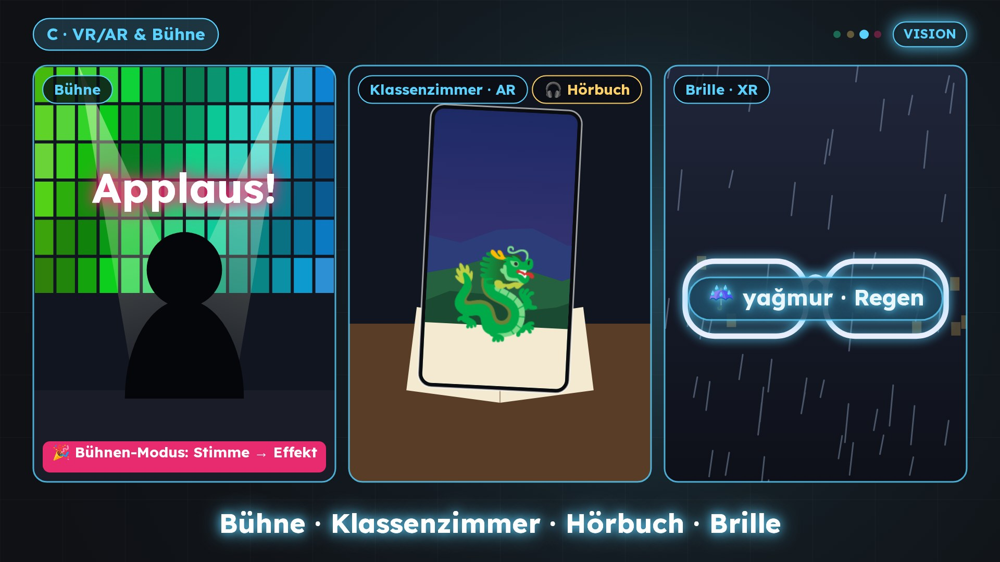 C · VR/AR & Bühne
VISION
Bühne
Applaus!
🎉 Bühnen-Modus: Stimme → Effekt
Klassenzimmer · AR
🎧 Hörbuch
Brille · XR
☔ yağmur · Regen
Bühne · Klassenzimmer · Hörbuch · Brille